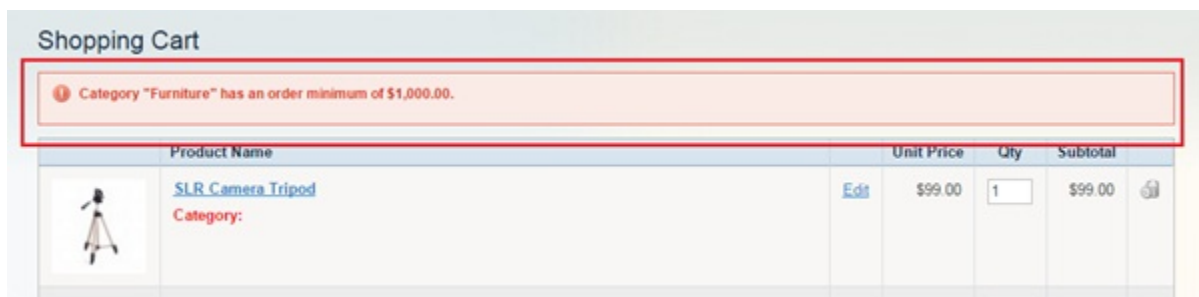 Shopping Cart
Category "Furniture" has an order minimum of $1,000.00.
Product Name Unit Price Qty Subtotal
SLR Camera Tripod Edit $99.00 1 $99.00
Category: